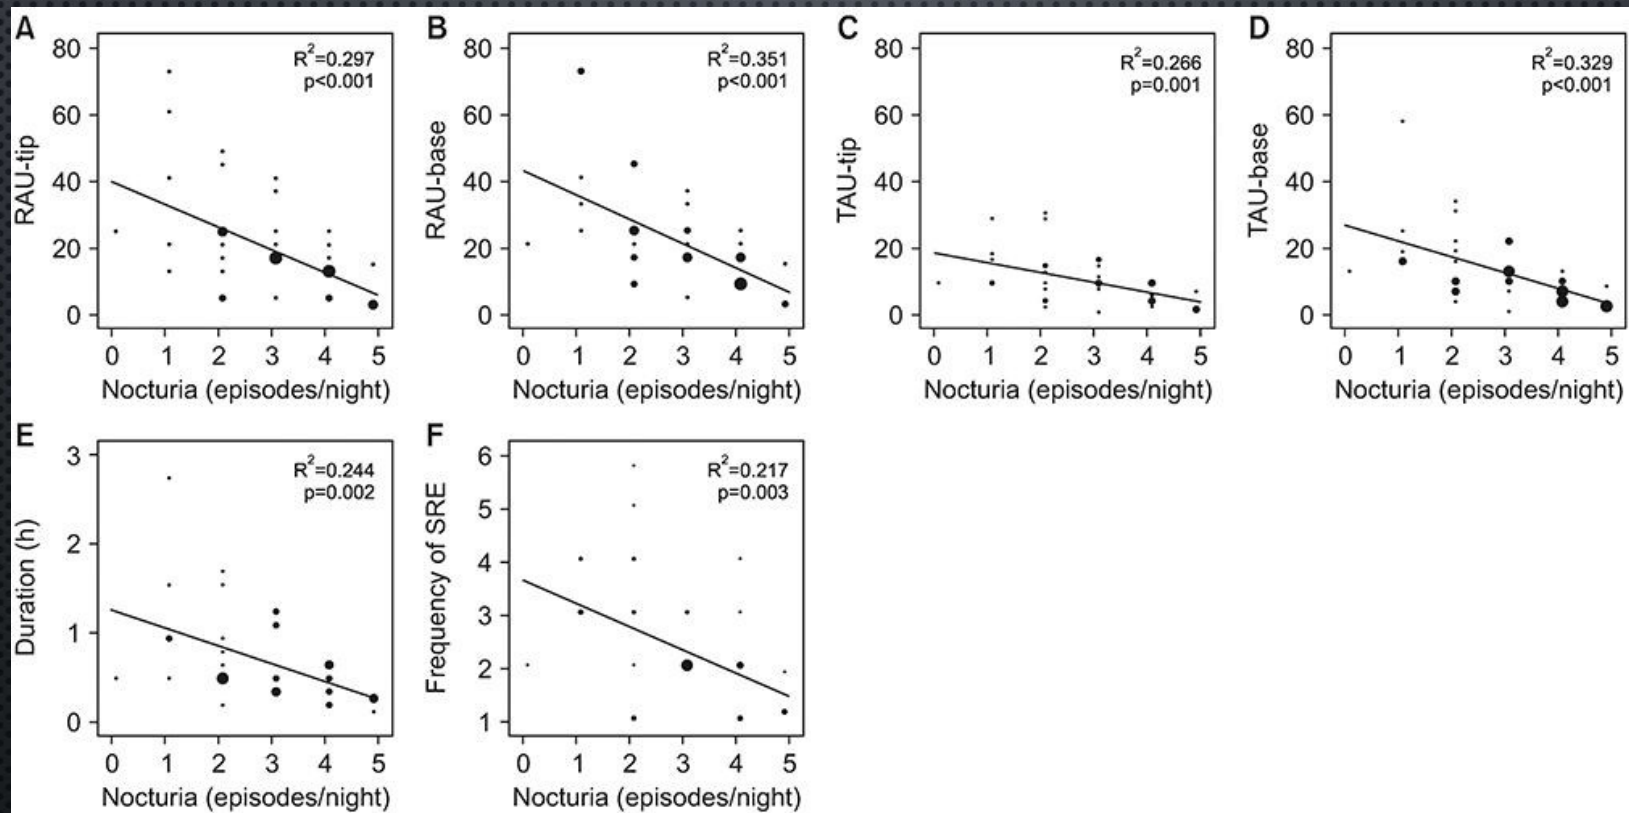 A
R²=0.297
p<0.001
80
60
40
20
0
RAU-tip
0 1 2 3 4 5
Nocturia (episodes/night)
B
R²=0.351
p<0.001
80
60
40
20
0
RAU-base
0 1 2 3 4 5
Nocturia (episodes/night)
C
R²=0.266
p=0.001
80
60
40
20
0
TAU-tip
0 1 2 3 4 5
Nocturia (episodes/night)
D
R²=0.329
p<0.001
80
60
40
20
0
TAU-base
0 1 2 3 4 5
Nocturia (episodes/night)
E
R²=0.244
p=0.002
3
2
1
0
Duration (h)
0 1 2 3 4 5
Nocturia (episodes/night)
F
R²=0.217
p=0.003
6
5
4
3
2
1
Frequency of SRE
0 1 2 3 4 5
Nocturia (episodes/night)